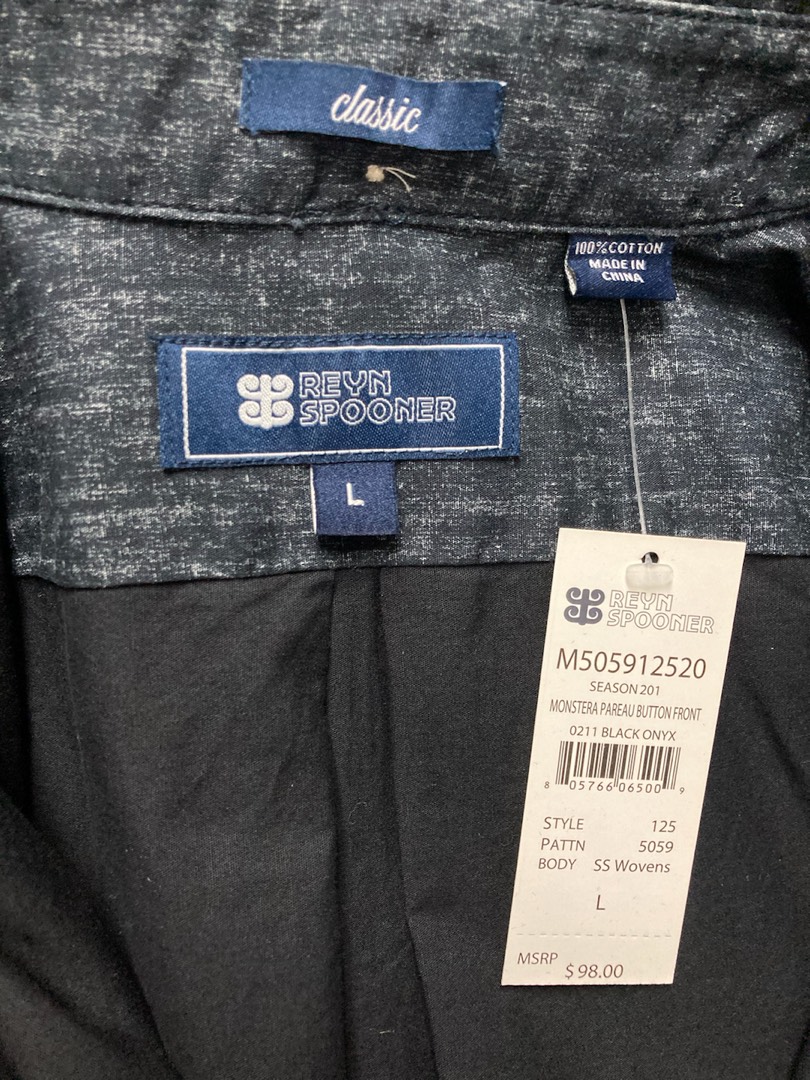 classic
100% COTTON
MADE IN
CHINA
REYN
SPOONER
L
REYN
SPOONER
M505912520
SEASON 201
MONSTERA PAREAU BUTTON FRONT
0211 BLACK ONYX
8 05766 06500 9
STYLE 125
PATTN 5059
BODY SS Wovens
L
MSRP
$98.00